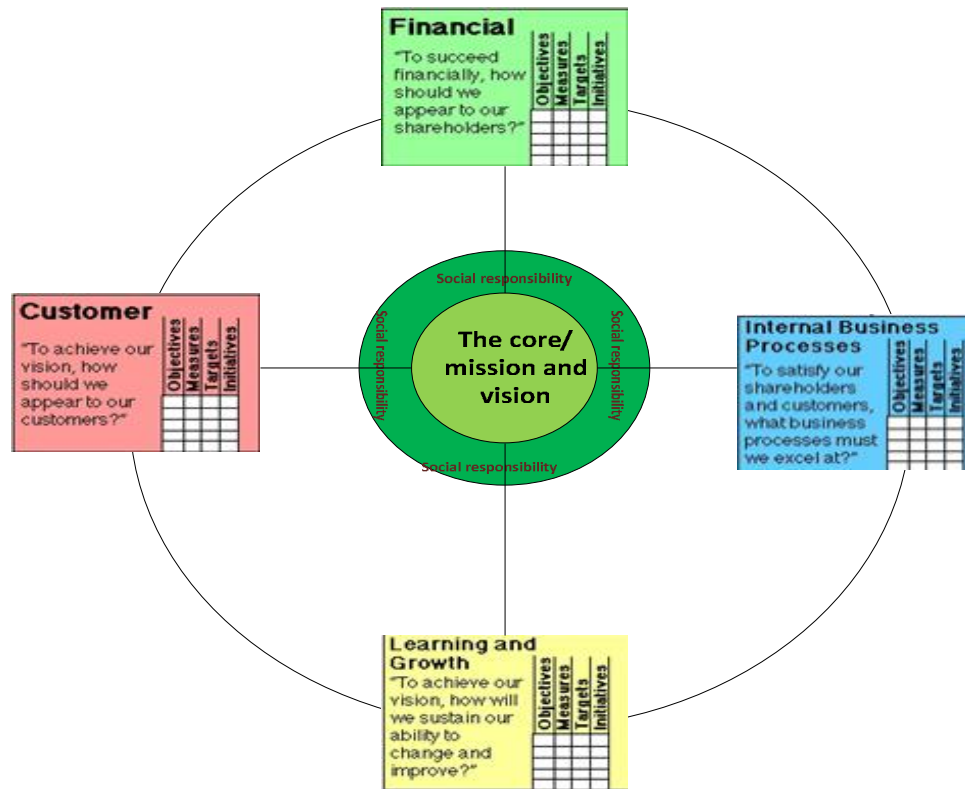 Financial
"To succeed
financially, how
should we
appear to our
shareholders?"
Objectives
Measures
Targets
Initiatives
Social responsibility
Customer
"To achieve our
vision, how
should we
appear to our
customers?"
Objectives
Measures
Targets
Initiatives
Social responsibility
The core/
mission and
vision
Social responsibility
Internal Business
Processes
"To satisfy our
shareholders
and customers,
what business
processes must
we excel at?"
Objectives
Measures
Targets
Initiatives
Social responsibility
Learning and
Growth
"To achieve our
vision, how will
we sustain our
ability to
change and
improve?"
Objectives
Measures
Targets
Initiatives